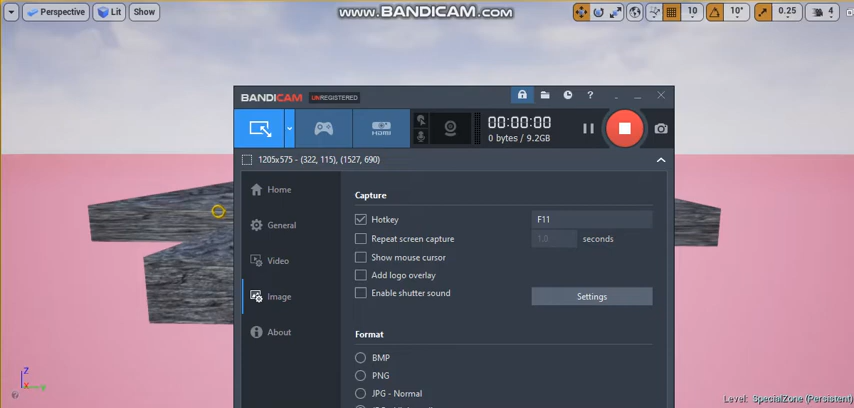 Perspective Lit Show www.BANDICAM.com 10 10° 0.25 4
BANDICAM UNREGISTERED ?
HDMI 00:00:00
0 bytes / 9.2GB
1205x575 - (322, 115), (1527, 690)
Home
Capture
General
Hotkey F11
Repeat screen capture 1.0 seconds
Video
Show mouse cursor
Add logo overlay
Image
Enable shutter sound Settings
About
Format
BMP
PNG
JPG - Normal
Z
X
Level: SpecialZone (Persistent)